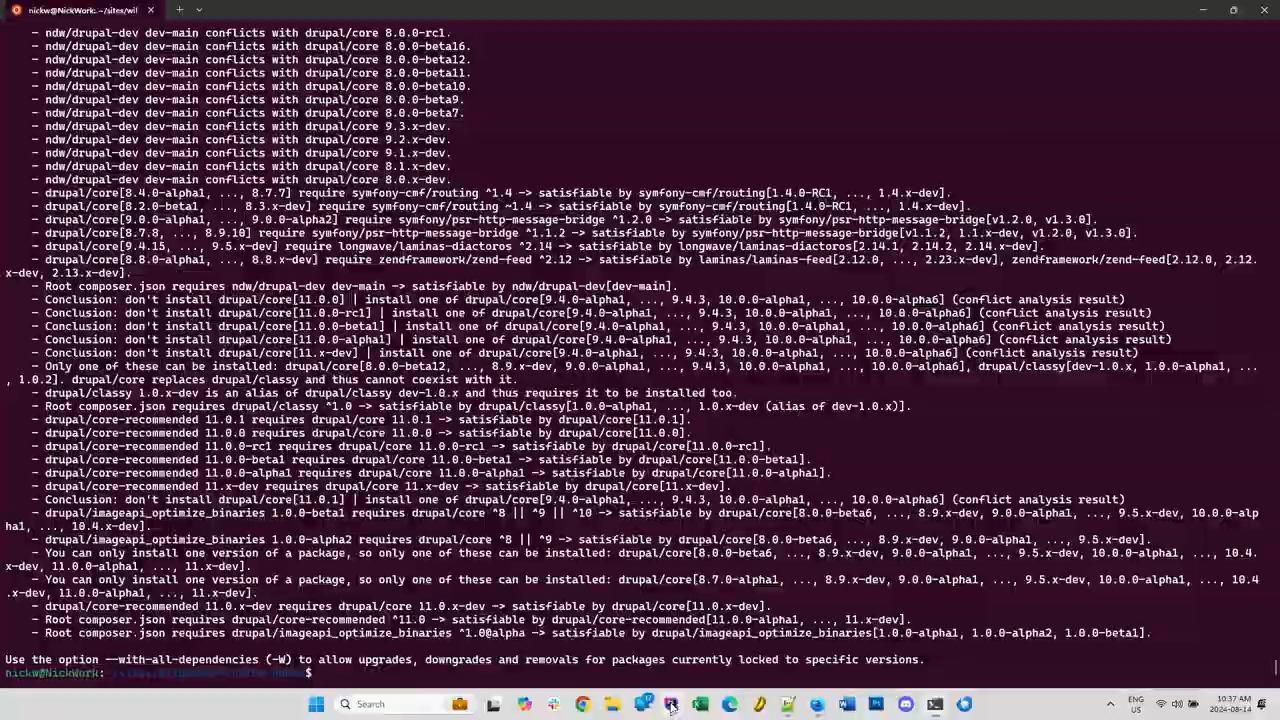 nickw@NickWork: ~/sites/wil
- ndw/drupal-dev dev-main conflicts with drupal/core 8.0.0-rc1.
- ndw/drupal-dev dev-main conflicts with drupal/core 8.0.0-beta16.
- ndw/drupal-dev dev-main conflicts with drupal/core 8.0.0-beta12.
- ndw/drupal-dev dev-main conflicts with drupal/core 8.0.0-beta11.
- ndw/drupal-dev dev-main conflicts with drupal/core 8.0.0-beta10.
- ndw/drupal-dev dev-main conflicts with drupal/core 8.0.0-beta9.
- ndw/drupal-dev dev-main conflicts with drupal/core 8.0.0-beta7.
- ndw/drupal-dev dev-main conflicts with drupal/core 9.3.x-dev.
- ndw/drupal-dev dev-main conflicts with drupal/core 9.2.x-dev.
- ndw/drupal-dev dev-main conflicts with drupal/core 9.1.x-dev.
- ndw/drupal-dev dev-main conflicts with drupal/core 8.1.x-dev.
- ndw/drupal-dev dev-main conflicts with drupal/core 8.0.x-dev.
- drupal/core[8.4.0-alpha1, ..., 8.7.7] require symfony-cmf/routing ^1.4 -> satisfiable by symfony-cmf/routing[1.4.0-RC1, ..., 1.4.x-dev].
- drupal/core[8.2.0-beta1, ..., 8.3.x-dev] require symfony-cmf/routing ~1.4 -> satisfiable by symfony-cmf/routing[1.4.0-RC1, ..., 1.4.x-dev].
- drupal/core[9.0.0-alpha1, ..., 9.0.0-alpha2] require symfony/psr-http-message-bridge ^1.2.0 -> satisfiable by symfony/psr-http-message-bridge[v1.2.0, v1.3.0].
- drupal/core[8.7.8, ..., 8.9.10] require symfony/psr-http-message-bridge ^1.1.2 -> satisfiable by symfony/psr-http-message-bridge[v1.1.2, 1.1.x-dev, v1.2.0, v1.3.0].
- drupal/core[9.4.15, ..., 9.5.x-dev] require longwave/laminas-diactoros ^2.14 -> satisfiable by longwave/laminas-diactoros[2.14.1, 2.14.2, 2.14.x-dev].
- drupal/core[8.8.0-alpha1, ..., 8.8.x-dev] require zendframework/zend-feed ^2.12 -> satisfiable by laminas/laminas-feed[2.12.0, ..., 2.23.x-dev], zendframework/zend-feed[2.12.0, 2.12.
x-dev, 2.13.x-dev].
- Root composer.json requires ndw/drupal-dev dev-main -> satisfiable by ndw/drupal-dev[dev-main].
- Conclusion: don't install drupal/core[11.0.0] | install one of drupal/core[9.4.0-alpha1, ..., 9.4.3, 10.0.0-alpha1, ..., 10.0.0-alpha6] (conflict analysis result)
- Conclusion: don't install drupal/core[11.0.0-rc1] | install one of drupal/core[9.4.0-alpha1, ..., 9.4.3, 10.0.0-alpha1, ..., 10.0.0-alpha6] (conflict analysis result)
- Conclusion: don't install drupal/core[11.0.0-beta1] | install one of drupal/core[9.4.0-alpha1, ..., 9.4.3, 10.0.0-alpha1, ..., 10.0.0-alpha6] (conflict analysis result)
- Conclusion: don't install drupal/core[11.0.0-alpha1] | install one of drupal/core[9.4.0-alpha1, ..., 9.4.3, 10.0.0-alpha1, ..., 10.0.0-alpha6] (conflict analysis result)
- Conclusion: don't install drupal/core[11.x-dev] | install one of drupal/core[9.4.0-alpha1, ..., 9.4.3, 10.0.0-alpha1, ..., 10.0.0-alpha6] (conflict analysis result)
- Only one of these can be installed: drupal/core[8.0.0-beta12, ..., 8.9.x-dev, 9.0.0-alpha1, ..., 9.4.3, 10.0.0-alpha1, ..., 10.0.0-alpha6], drupal/classy[dev-1.0.x, 1.0.0-alpha1, ...
, 1.0.2]. drupal/core replaces drupal/classy and thus cannot coexist with it.
- drupal/classy 1.0.x-dev is an alias of drupal/classy dev-1.0.x and thus requires it to be installed too.
- Root composer.json requires drupal/classy ^1.0 -> satisfiable by drupal/classy[1.0.0-alpha1, ..., 1.0.x-dev (alias of dev-1.0.x)].
- drupal/core-recommended 11.0.1 requires drupal/core 11.0.1 -> satisfiable by drupal/core[11.0.1].
- drupal/core-recommended 11.0.0 requires drupal/core 11.0.0 -> satisfiable by drupal/core[11.0.0].
- drupal/core-recommended 11.0.0-rc1 requires drupal/core 11.0.0-rc1 -> satisfiable by drupal/core[11.0.0-rc1].
- drupal/core-recommended 11.0.0-beta1 requires drupal/core 11.0.0-beta1 -> satisfiable by drupal/core[11.0.0-beta1].
- drupal/core-recommended 11.0.0-alpha1 requires drupal/core 11.0.0-alpha1 -> satisfiable by drupal/core[11.0.0-alpha1].
- drupal/core-recommended 11.x-dev requires drupal/core 11.x-dev -> satisfiable by drupal/core[11.x-dev].
- Conclusion: don't install drupal/core[11.0.1] | install one of drupal/core[9.4.0-alpha1, ..., 9.4.3, 10.0.0-alpha1, ..., 10.0.0-alpha6] (conflict analysis result)
- drupal/imageapi_optimize_binaries 1.0.0-beta1 requires drupal/core ^8 || ^9 || ^10 -> satisfiable by drupal/core[8.0.0-beta6, ..., 8.9.x-dev, 9.0.0-alpha1, ..., 9.5.x-dev, 10.0.0-alp
ha1, ..., 10.4.x-dev].
- drupal/imageapi_optimize_binaries 1.0.0-alpha2 requires drupal/core ^8 || ^9 -> satisfiable by drupal/core[8.0.0-beta6, ..., 8.9.x-dev, 9.0.0-alpha1, ..., 9.5.x-dev].
- You can only install one version of a package, so only one of these can be installed: drupal/core[8.0.0-beta6, ..., 8.9.x-dev, 9.0.0-alpha1, ..., 9.5.x-dev, 10.0.0-alpha1, ..., 10.4.
x-dev, 11.0.0-alpha1, ..., 11.x-dev].
- You can only install one version of a package, so only one of these can be installed: drupal/core[8.7.0-alpha1, ..., 8.9.x-dev, 9.0.0-alpha1, ..., 9.5.x-dev, 10.0.0-alpha1, ..., 10.4
.x-dev, 11.0.0-alpha1, ..., 11.x-dev].
- drupal/core-recommended 11.0.x-dev requires drupal/core 11.0.x-dev -> satisfiable by drupal/core[11.0.x-dev].
- Root composer.json requires drupal/core-recommended ^11.0 -> satisfiable by drupal/core-recommended[11.0.0-alpha1, ..., 11.x-dev].
- Root composer.json requires drupal/imageapi_optimize_binaries ^1.0@alpha -> satisfiable by drupal/imageapi_optimize_binaries[1.0.0-alpha1, 1.0.0-alpha2, 1.0.0-beta1].
Use the option --with-all-dependencies (-W) to allow upgrades, downgrades and removals for packages currently locked to specific versions.
nickw@NickWork: $
Search
17
ENG
US
10:37 AM
2024-08-14